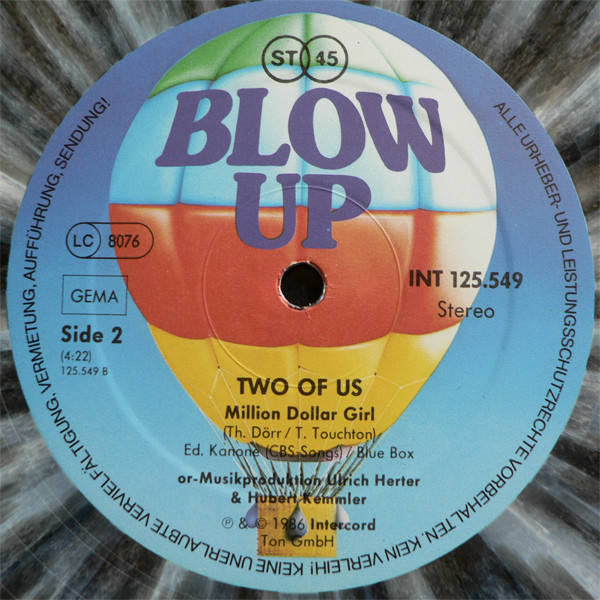 ST 45
BLOW
UP
LC 8076
GEMA
INT 125.549
Stereo
Side 2
(4:22)
125.549 B
TWO OF US
Million Dollar Girl
(Th. Dörr / T. Touchton)
Ed. Kanone (CBS-Songs) / Blue Box
or-Musikproduktion Ulrich Herter
& Hubert Kemmler
℗ & © 1986 Intercord
Ton GmbH
ALLE URHEBER- UND LEISTUNGSSCHUTZRECHTE VORBEHALTEN. KEIN VERLEIH! KEINE UNERLAUBTE VERVIELFÄLTIGUNG, VERMIETUNG, AUFFÜHRUNG, SENDUNG!